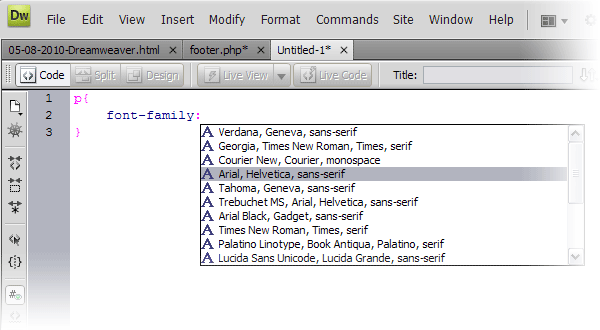 Dw File Edit View Insert Modify Format Commands Site Window
05-08-2010-Dreamweaver.html × footer.php* × Untitled-1* ×
Code Split Design Live View Live Code Title:
1 p{
2 font-family:
3 }
Verdana, Geneva, sans-serif
Georgia, Times New Roman, Times, serif
Courier New, Courier, monospace
Arial, Helvetica, sans-serif
Tahoma, Geneva, sans-serif
Trebuchet MS, Arial, Helvetica, sans-serif
Arial Black, Gadget, sans-serif
Times New Roman, Times, serif
Palatino Linotype, Book Antiqua, Palatino, serif
Lucida Sans Unicode, Lucida Grande, sans-serif